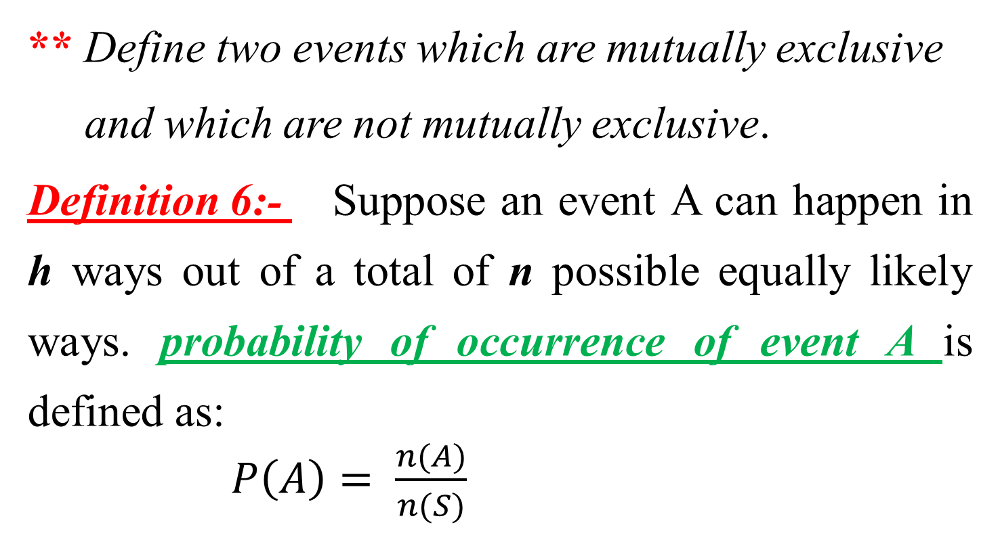 ** Define two events which are mutually exclusive
and which are not mutually exclusive.
Definition 6:- Suppose an event A can happen in
h ways out of a total of n possible equally likely
ways. probability of occurrence of event A is
defined as:
P(A) = n(A)/n(S)